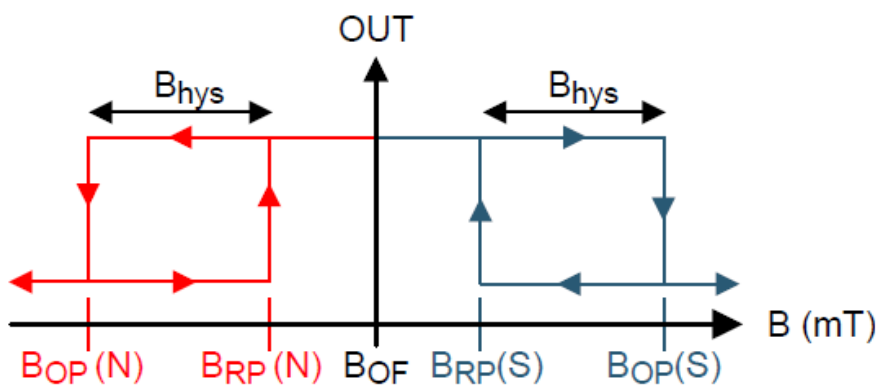 OUT
Bhys Bhys
B (mT)
BOP (N) BRP (N) BOF BRP(S) BOP(S)